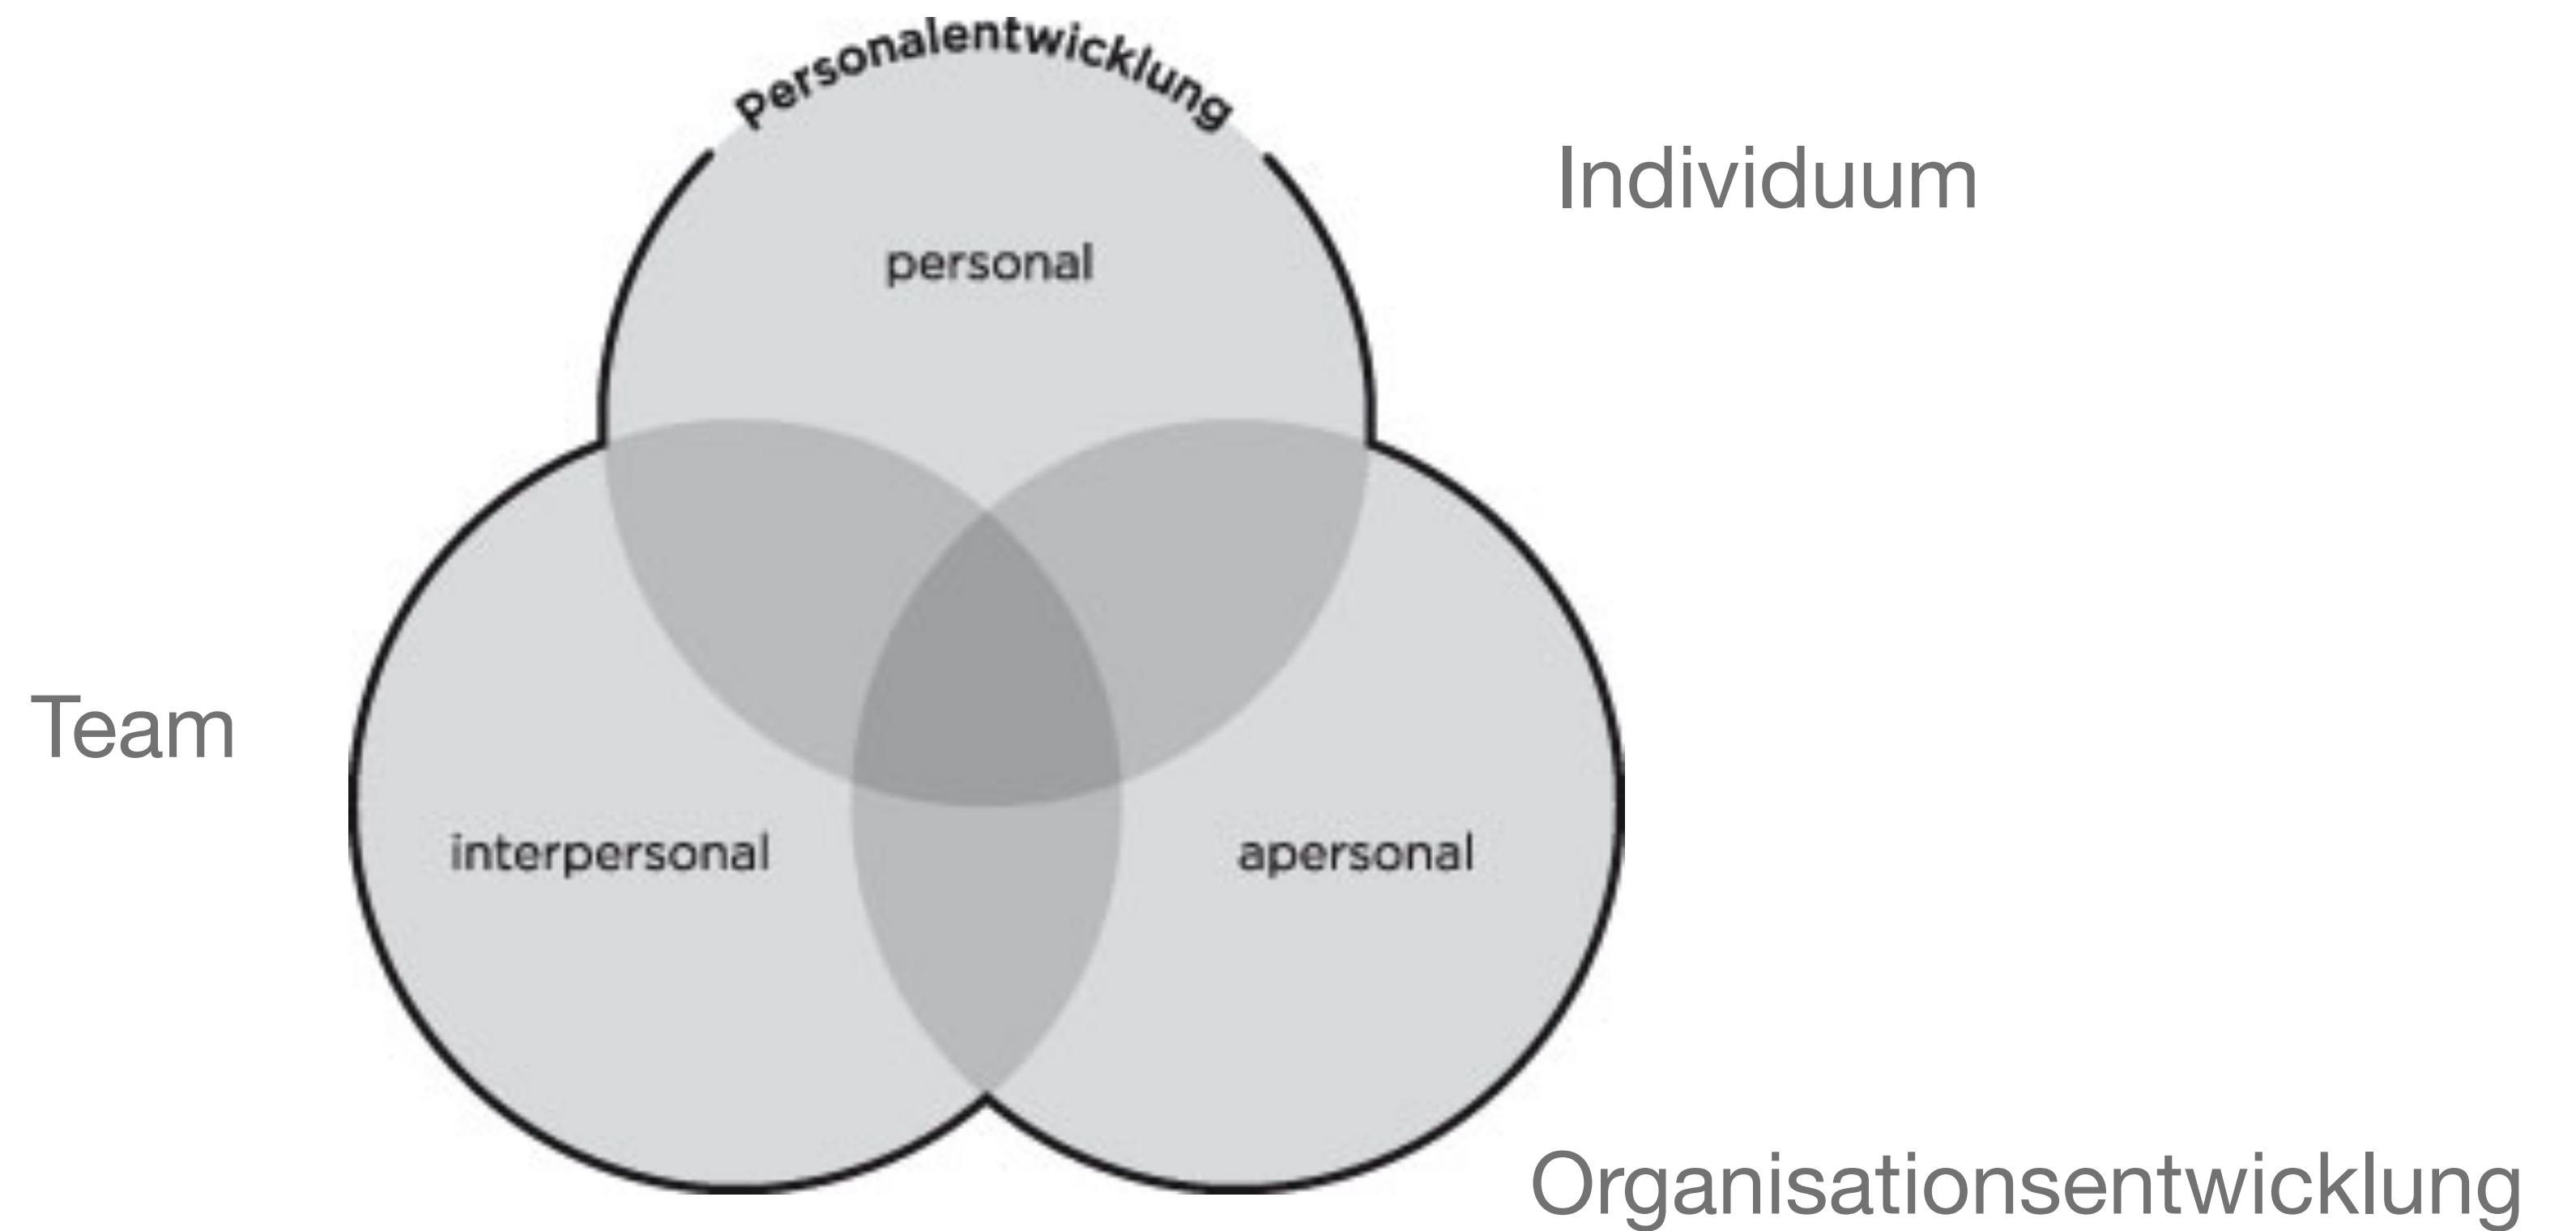 Personalentwicklung
Individuum
personal
Team
interpersonal
apersonal
Organisationsentwicklung